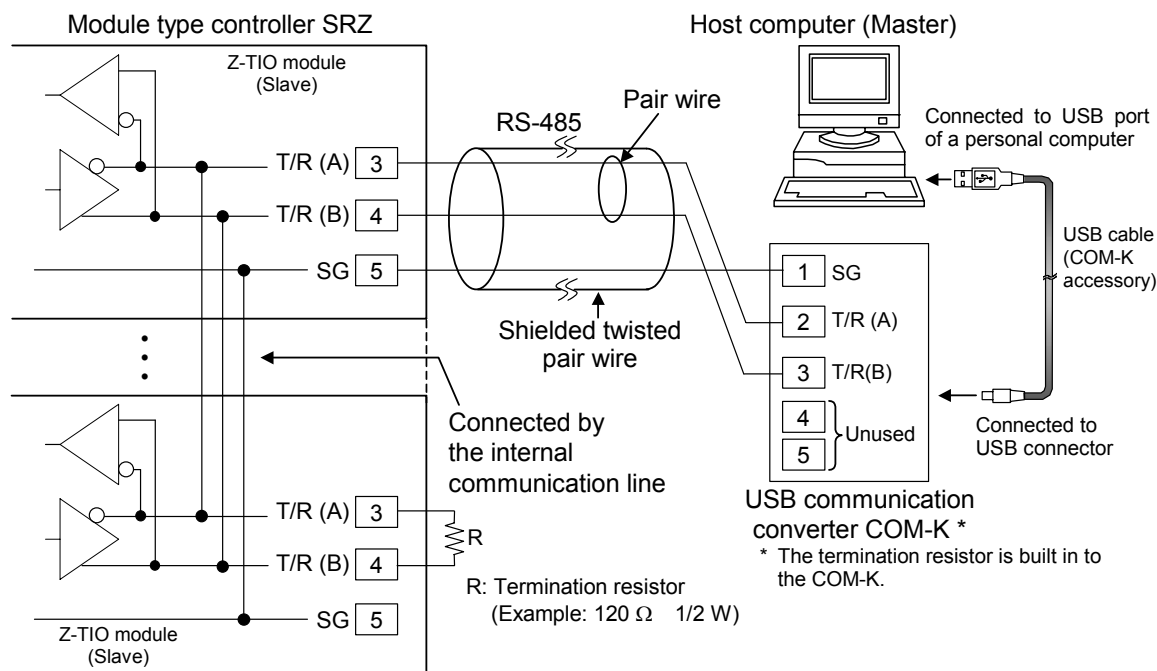 Module type controller SRZ
Z-TIO module
(Slave)
T/R (A) 3
T/R (B) 4
SG 5
RS-485
Pair wire
Shielded twisted
pair wire
Host computer (Master)
Connected to USB port
of a personal computer
USB cable
(COM-K
accessory)
1 SG
2 T/R (A)
3 T/R(B)
4
5
Unused
Connected to
USB connector
USB communication
converter COM-K *
* The termination resistor is built in to
the COM-K.
Connected by
the internal
communication line
T/R (A) 3
T/R (B) 4
SG 5
R
R: Termination resistor
(Example: 120 Ω 1/2 W)
Z-TIO module
(Slave)